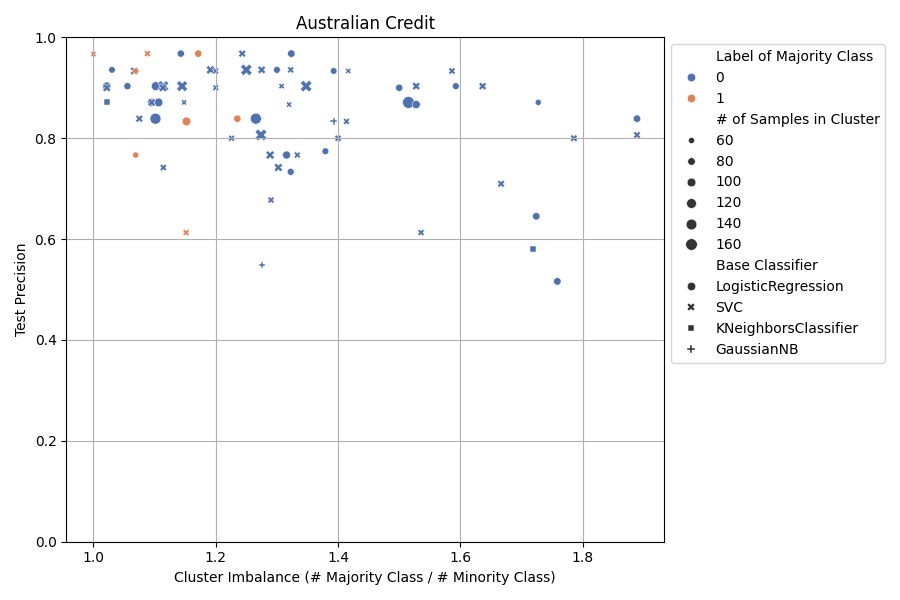 Australian Credit
Test Precision
1.0
0.8
0.6
0.4
0.2
0.0
1.0 1.2 1.4 1.6 1.8
Cluster Imbalance (# Majority Class / # Minority Class)
Label of Majority Class
0
1
# of Samples in Cluster
60
80
100
120
140
160
Base Classifier
LogisticRegression
SVC
KNeighborsClassifier
GaussianNB